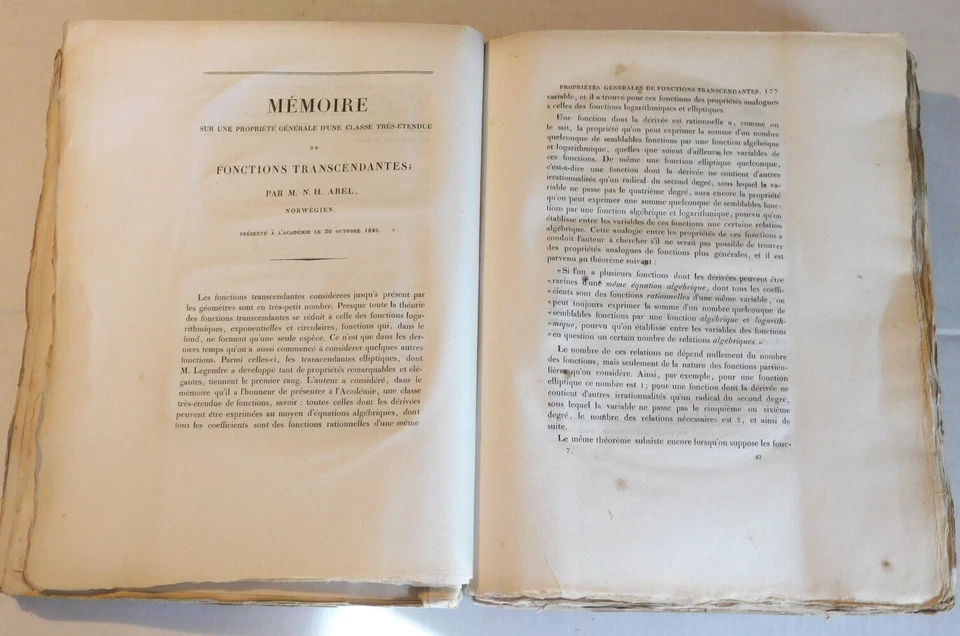 MÉMOIRE
SUR UNE PROPRIÉTÉ GÉNÉRALE D'UNE CLASSE TRÈS-ÉTENDUE
DE
FONCTIONS TRANSCENDANTES;
PAR M. N. H. ABEL,
NORWÉGIEN.
PRÉSENTÉ A L'ACADÉMIE LE 30 OCTOBRE 1826.
Les fonctions transcendantes considérées jusqu'à présent par
les géomètres sont en très-petit nombre. Presque toute la théorie
des fonctions transcendantes se réduit à celle des fonctions loga-
rithmiques, exponentielles et circulaires, fonctions qui, dans le
fond, ne forment qu'une seule espèce. Ce n'est que dans les der-
niers temps qu'on a aussi commencé à considérer quelques autres
fonctions. Parmi celles-ci, les transcendantes elliptiques, dont
M. Legendre a developpé tant de propriétés remarquables et élé-
gantes, tiennent le premier rang. L'auteur a considéré, dans le
mémoire qu'il a l'honneur de présenter à l'Académie, une classe
très-étendue de fonctions, savoir : toutes celles dont les dérivées
peuvent être exprimées au moyen d'équations algébriques, dont
tous les coefficients sont des fonctions rationnelles d'une même
PROPRIÉTÉS GÉNÉRALES DE FONCTIONS TRANSCENDANTES. 177
variable, et il a trouvé pour ces fonctions des propriétés analogues
à celles des fonctions logarithmiques et elliptiques.
Une fonction dont la dérivée est rationnelle a, comme on
le sait, la propriété qu'on peut exprimer la somme d'un nombre
quelconque de semblables fonctions par une fonction algébrique
et logarithmique, quelles que soient d'ailleurs les variables de
ces fonctions. De même une fonction elliptique quelconque,
c'est-à-dire une fonction dont la dérivée ne contient d'autres
irrationnalités qu'un radical du second degré, sous lequel la va-
riable ne passe pas le quatrième degré, aura encore la propriété
qu'on peut exprimer une somme quelconque de semblables fonc-
tions par une fonction algébrique et logarithmique, pourvu qu'on
établisse entre les variables de ces fonctions une certaine relation
algébrique. Cette analogie entre les propriétés de ces fonctions a
conduit l'auteur à chercher s'il ne serait pas possible de trouver
des propriétés analogues de fonctions plus générales, et il est
parvenu au théorème suivant :
«Si l'on a plusieurs fonctions dont les dérivées peuvent être
«racines d'une même équation algébrique, dont tous les coeffi-
«cients sont des fonctions rationnelles d'une même variable, on
«peut toujours exprimer la somme d'un nombre quelconque de
«semblables fonctions par une fonction algébrique et logarith-
«mique, pourvu qu'on établisse entre les variables des fonctions
«en question un certain nombre de relations algébriques.»
Le nombre de ces relations ne dépend nullement du nombre
des fonctions, mais seulement de la nature des fonctions particu-
lières qu'on considère. Ainsi, par exemple, pour une fonction
elliptique ce nombre est 1; pour une fonction dont la dérivée ne
contient d'autres irrationnalités qu'un radical du second degré,
sous lequel la variable ne passe pas le cinquième ou sixième
degré, le nombre des relations nécessaires est 2, et ainsi de
suite.
Le même théorème subsiste encore lorsqu'on suppose les fonc-
7. 23